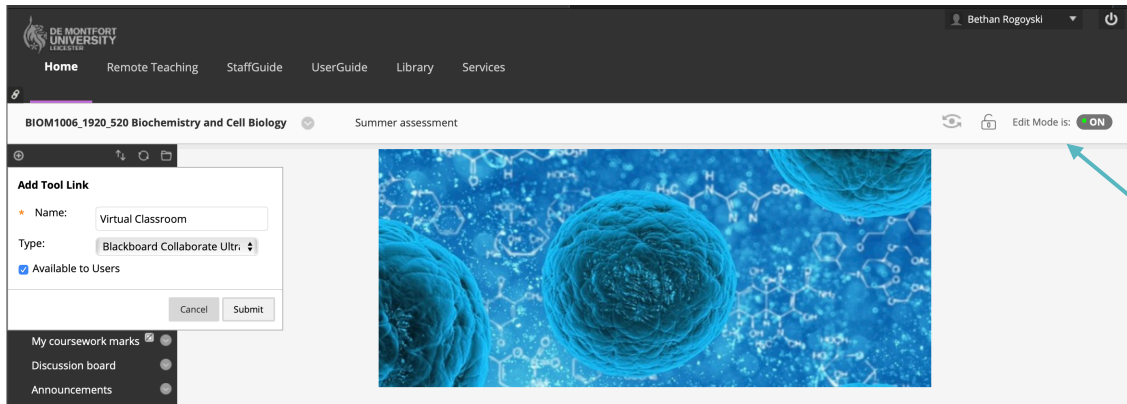 DE MONTFORT
UNIVERSITY
LEICESTER
Bethan Rogoyski
Home Remote Teaching StaffGuide UserGuide Library Services
BIOM1006_1920_520 Biochemistry and Cell Biology Summer assessment Edit Mode is: ON
Add Tool Link
* Name: Virtual Classroom
Type: Blackboard Collaborate Ultr
Available to Users
Cancel Submit
My coursework marks
Discussion board
Announcements